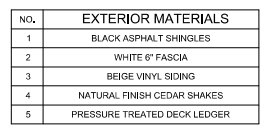 NO. EXTERIOR MATERIALS
1 BLACK ASPHALT SHINGLES
2 WHITE 6" FASCIA
3 BEIGE VINYL SIDING
4 NATURAL FINISH CEDAR SHAKES
5 PRESSURE TREATED DECK LEDGER